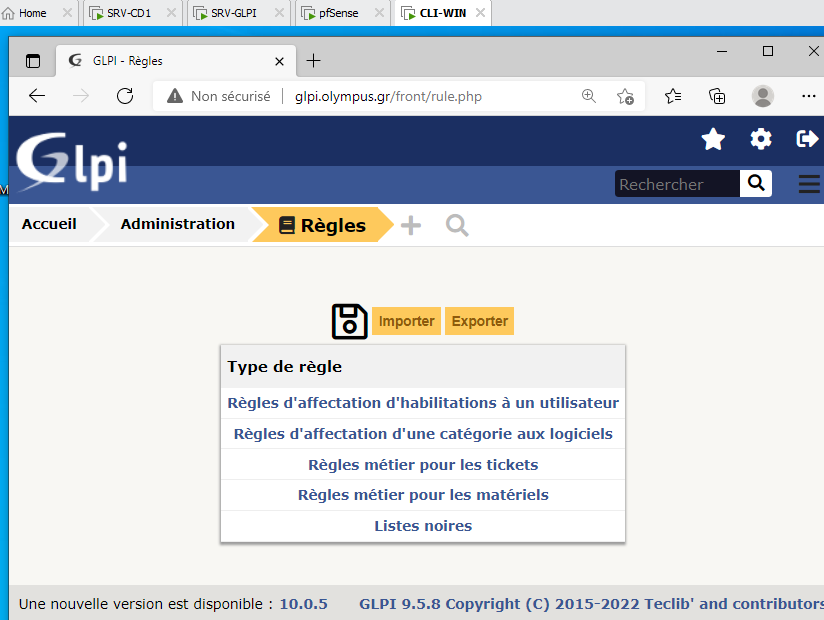 Home SRV-CD1 SRV-GLPI pfSense CLI-WIN
GLPI - Règles
Non sécurisé glpi.olympus.gr/front/rule.php
Glpi
M
Rechercher
Accueil Administration Règles
Importer Exporter
Type de règle
Règles d'affectation d'habilitations à un utilisateur
Règles d'affectation d'une catégorie aux logiciels
Règles métier pour les tickets
Règles métier pour les matériels
Listes noires
Une nouvelle version est disponible : 10.0.5 GLPI 9.5.8 Copyright (C) 2015-2022 Teclib' and contributors